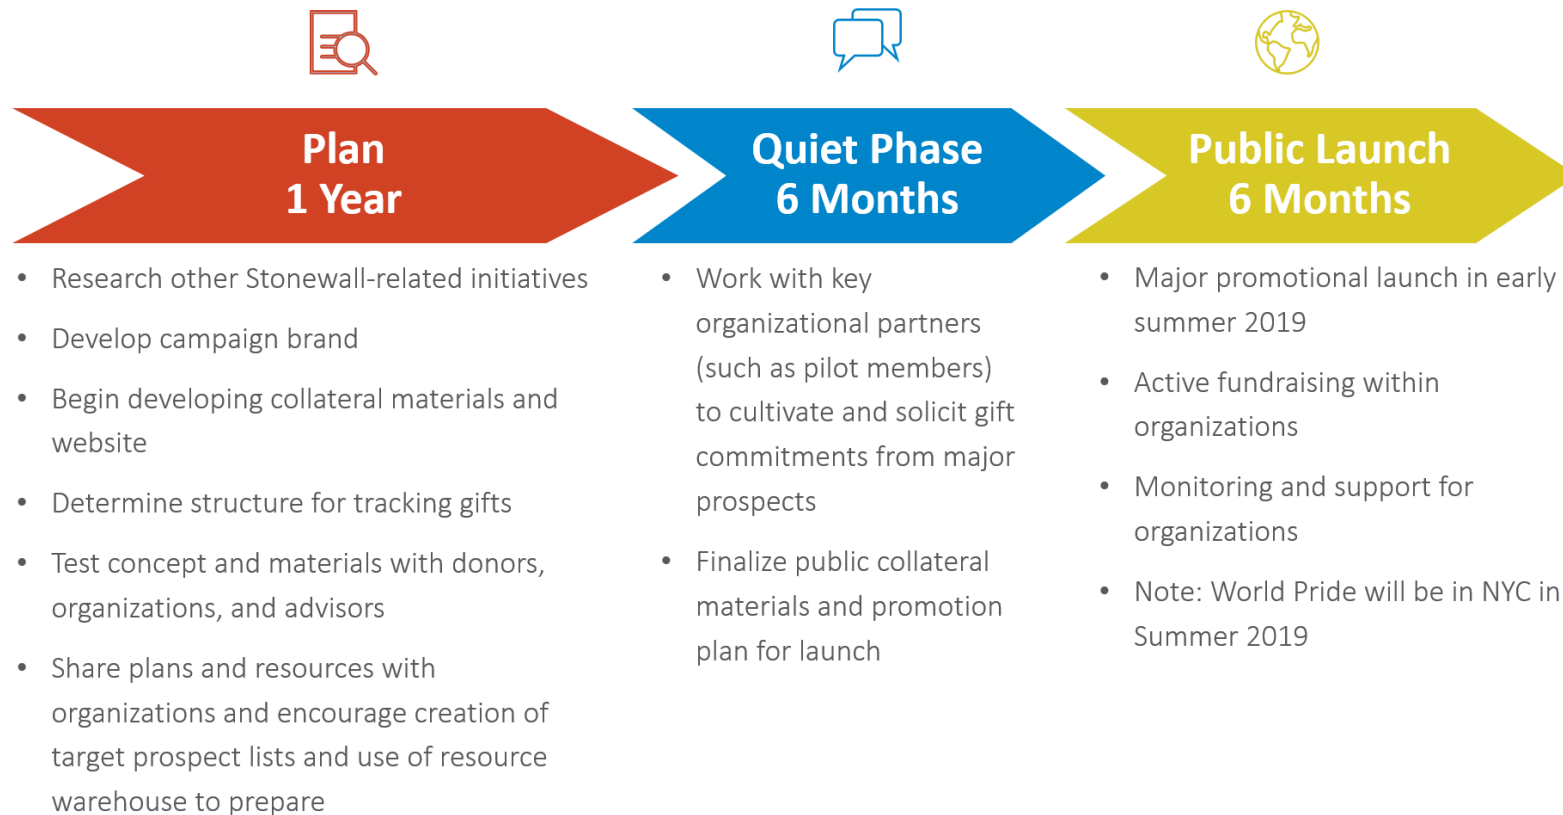 Plan
1 Year
• Research other Stonewall-related initiatives
• Develop campaign brand
• Begin developing collateral materials and
website
• Determine structure for tracking gifts
• Test concept and materials with donors,
organizations, and advisors
• Share plans and resources with
organizations and encourage creation of
target prospect lists and use of resource
warehouse to prepare
Quiet Phase
6 Months
• Work with key
organizational partners
(such as pilot members)
to cultivate and solicit gift
commitments from major
prospects
• Finalize public collateral
materials and promotion
plan for launch
Public Launch
6 Months
• Major promotional launch in early
summer 2019
• Active fundraising within
organizations
• Monitoring and support for
organizations
• Note: World Pride will be in NYC in
Summer 2019